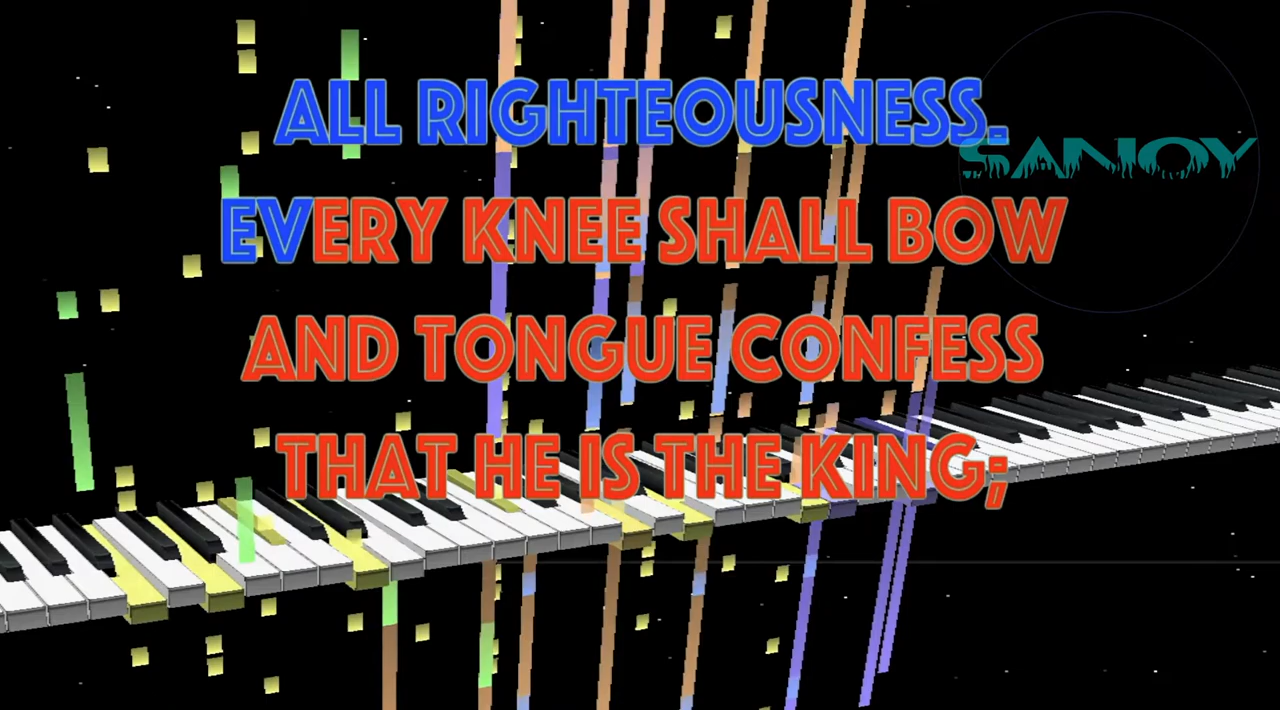 ALL RIGHTEOUSNESS.
SANOY
EVERY KNEE SHALL BOW
AND TONGUE CONFESS
THAT HE IS THE KING;